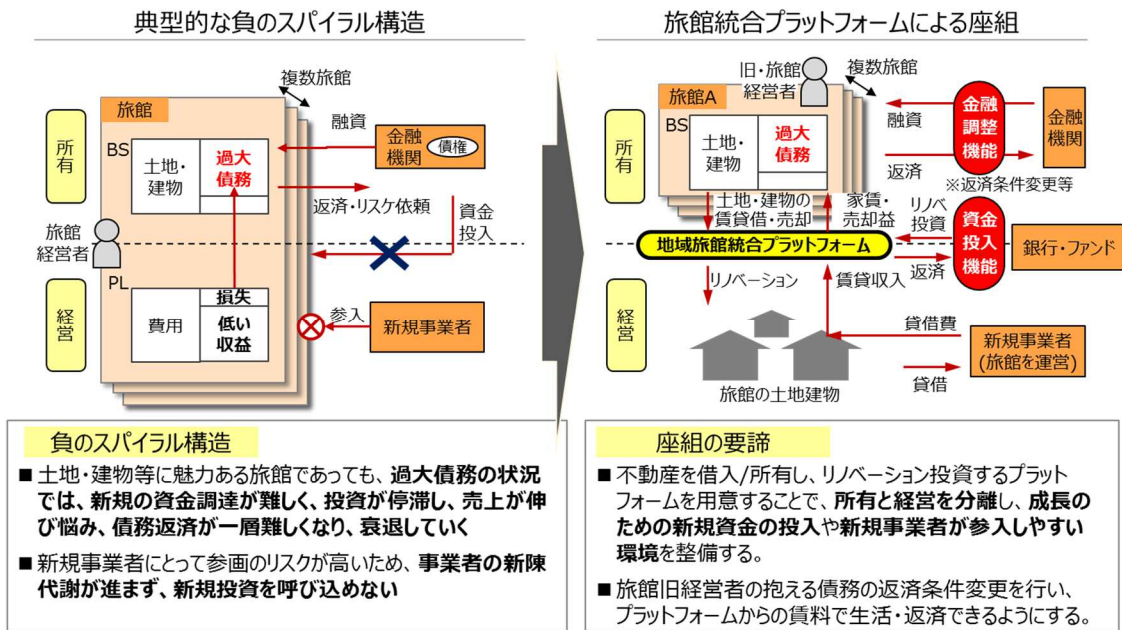 典型的な負のスパイラル構造
複数旅館
旅館
融資
金融
機関
債権
所有
BS
土地・
建物
過大
債務
返済・リスケ依頼
資金
投入
旅館
経営者
PL
経営
損失
費用
低い
収益
参入
新規事業者
負のスパイラル構造
■ 土地・建物等に魅力ある旅館であっても、過大債務の状況
では、新規の資金調達が難しく、投資が停滞し、売上が伸
び悩み、債務返済が一層難しくなり、衰退していく
■ 新規事業者にとって参画のリスクが高いため、事業者の新陳
代謝が進まず、新規投資を呼び込めない
旅館統合プラットフォームによる座組
旧・旅館
経営者
複数旅館
旅館A
所有
BS
土地・
建物
過大
債務
融資
返済
金融
調整
機能
金融
機関
※返済条件変更等
土地・建物の
賃貸借・売却
家賃・
売却益
リノベ
投資
資金
投入
機能
銀行・ファンド
地域旅館統合プラットフォーム
返済
リノベーション
賃貸収入
経営
貸借費
新規事業者
(旅館を運営)
貸借
旅館の土地建物
座組の要諦
■ 不動産を借入/所有し、リノベーション投資するプラット
フォームを用意することで、所有と経営を分離し、成長の
ための新規資金の投入や新規事業者が参入しやすい
環境を整備する。
■ 旅館旧経営者の抱える債務の返済条件変更を行い、
プラットフォームからの賃料で生活・返済できるようにする。